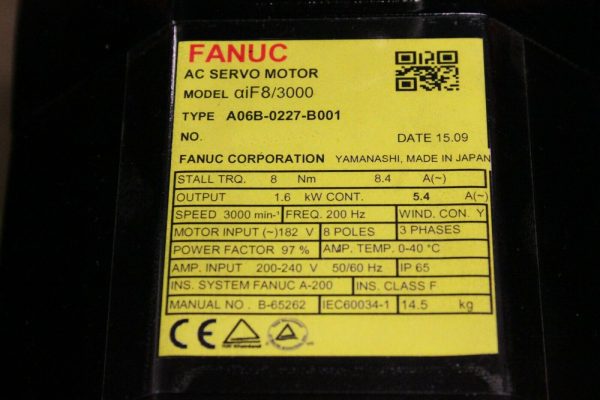 FANUC
AC SERVO MOTOR
MODEL αiF8/3000
TYPE A06B-0227-B001
NO. DATE 15.09
FANUC CORPORATION YAMANASHI, MADE IN JAPAN
STALL TRQ. 8 Nm 8.4 A(~)
OUTPUT 1.6 kW CONT. 5.4 A(~)
SPEED 3000 min-¹ FREQ. 200 Hz WIND. CON. Y
MOTOR INPUT (~)182 V 8 POLES 3 PHASES
POWER FACTOR 97 % AMP. TEMP. 0-40 °C
AMP. INPUT 200-240 V 50/60 Hz IP 65
INS. SYSTEM FANUC A-200 INS. CLASS F
MANUAL NO. B-65262 IEC60034-1 14.5 kg
CE